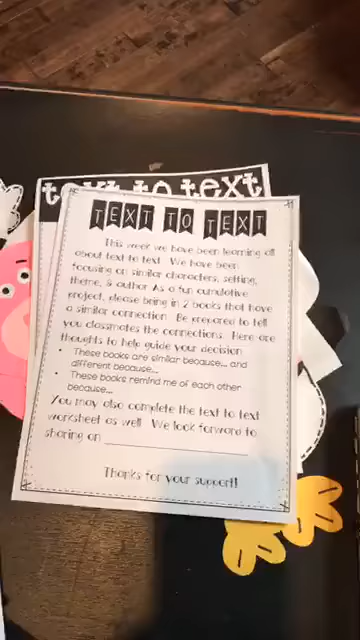 text to text
TEXT TO TEXT
This week we have been learning all
about text to text. We have been
focusing on similar characters, setting,
theme, & author. As a fun cumulative
project, please being in 2 books that have
a similar connection. Be prepared to tell
you classmates the connections. Here are
thoughts to help guide your decision
• These books are similar because.... and
different because....
• These books remind me of each other
because....
You may also complete the text to text
worksheet as well. We look forward to
sharing on
Thanks for your support!